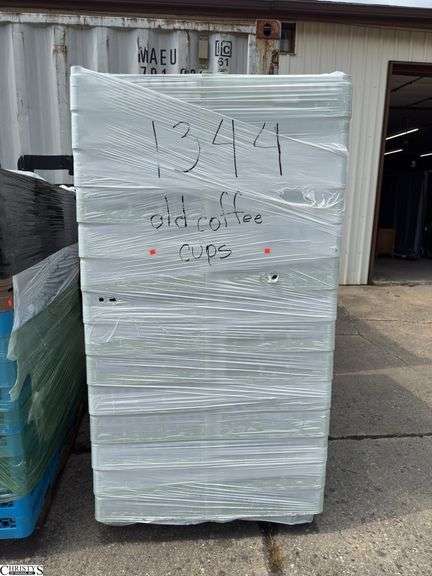 MAEU
1344
old coffee
cups
CHRISTY'S